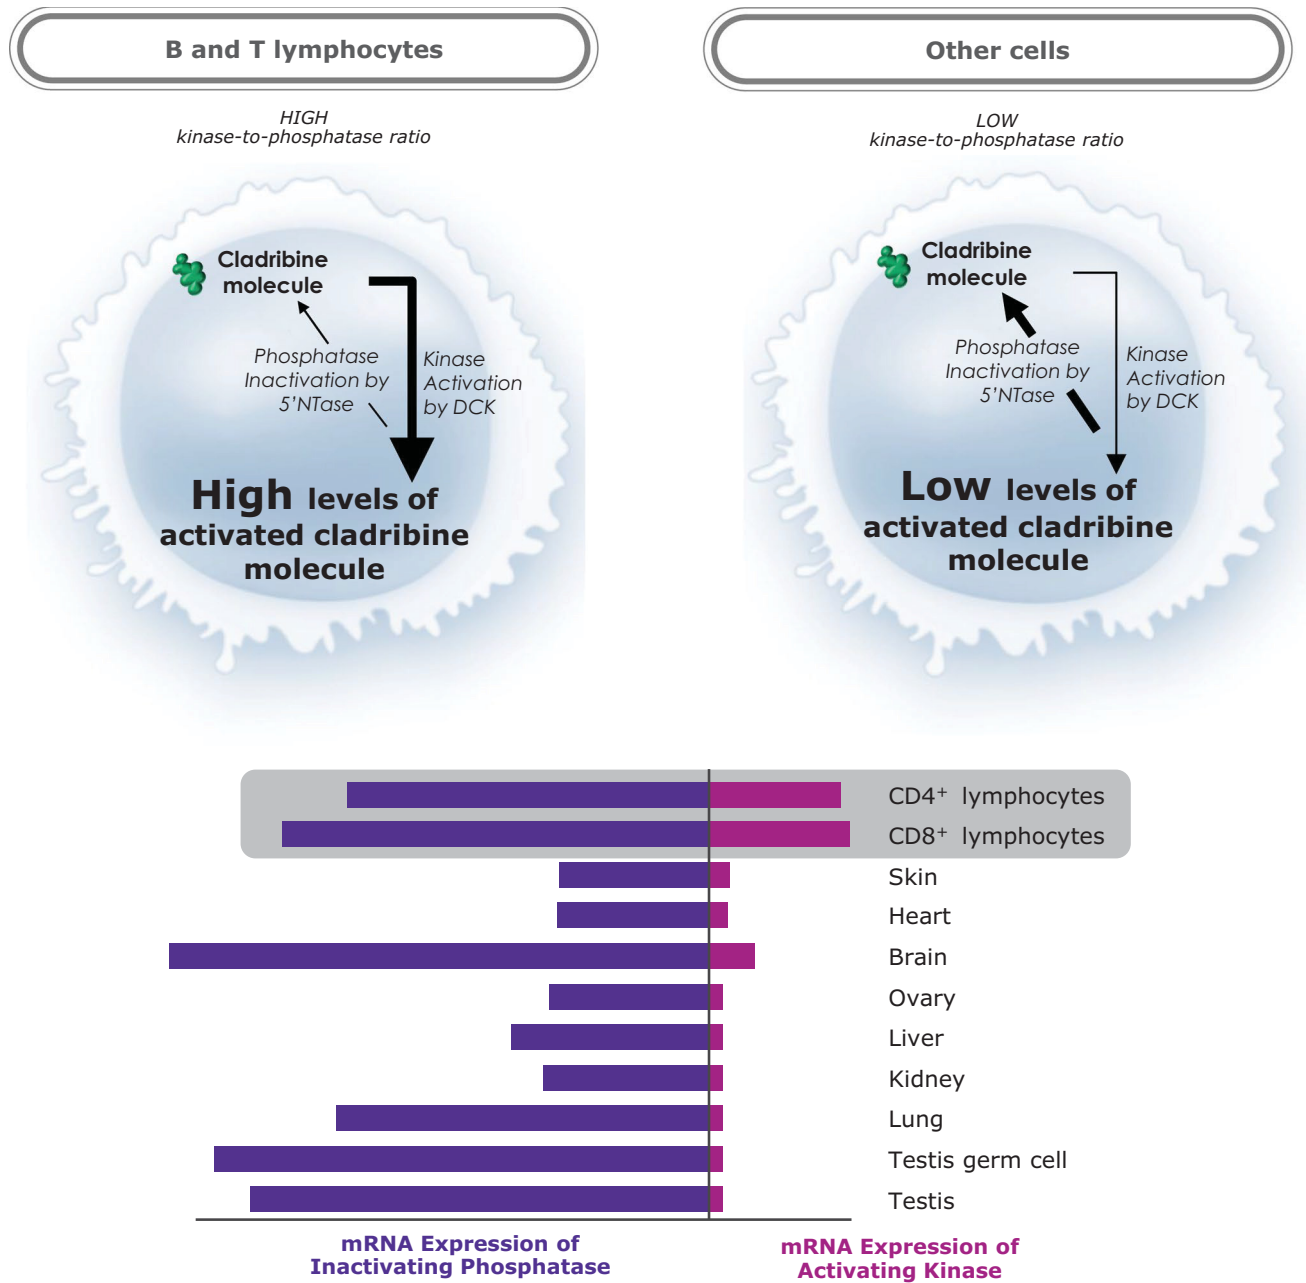 B and T lymphocytes
HIGH
kinase-to-phosphatase ratio
Cladribine
molecule
Phosphatase
Inactivation by
5’NTase
Kinase
Activation
by DCK
High levels of
activated cladribine
molecule
Other cells
LOW
kinase-to-phosphatase ratio
Cladribine
molecule
Phosphatase
Inactivation by
5’NTase
Kinase
Activation
by DCK
Low levels of
activated cladribine
molecule
CD4⁺ lymphocytes
CD8⁺ lymphocytes
Skin
Heart
Brain
Ovary
Liver
Kidney
Lung
Testis germ cell
Testis
mRNA Expression of
Inactivating Phosphatase
mRNA Expression of
Activating Kinase